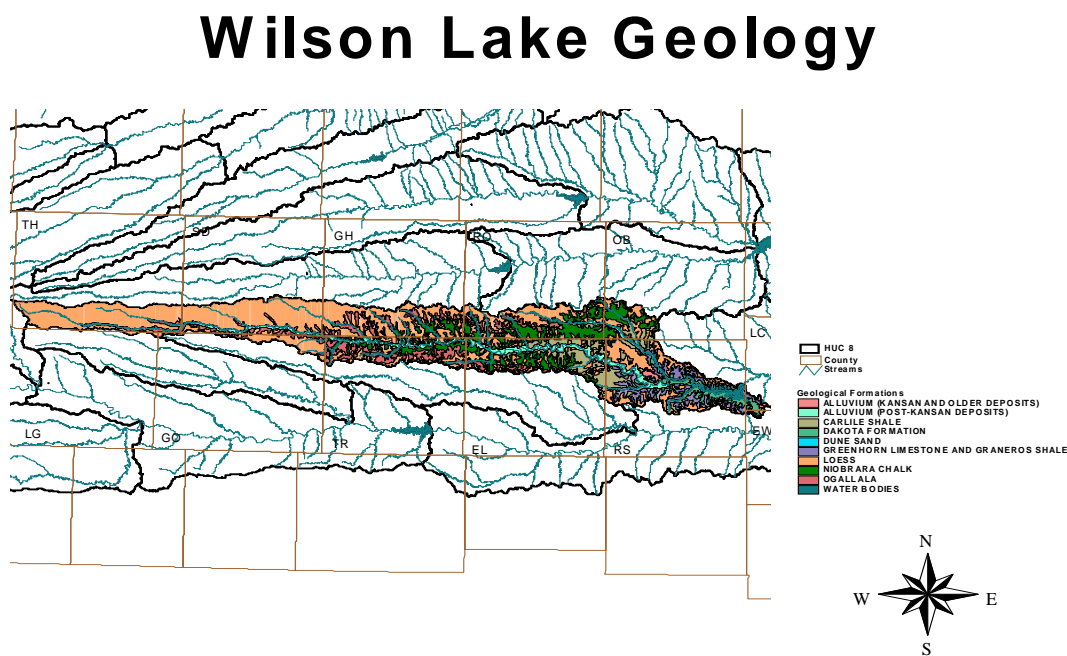 Wilson Lake Geology
TH
SD
GH
RO
OB
LC
LG
GO
TR
EL
RS
EW
HUC 8
County
Streams
Geological Formations
ALLUVIUM (KANSAN AND OLDER DEPOSITS)
ALLUVIUM (POST-KANSAN DEPOSITS)
CARLILE SHALE
DAKOTA FORMATION
DUNE SAND
GREENHORN LIMESTONE AND GRANEROS SHALE
LOESS
NIOBRARA CHALK
OGALLALA
WATER BODIES
N
W
E
S